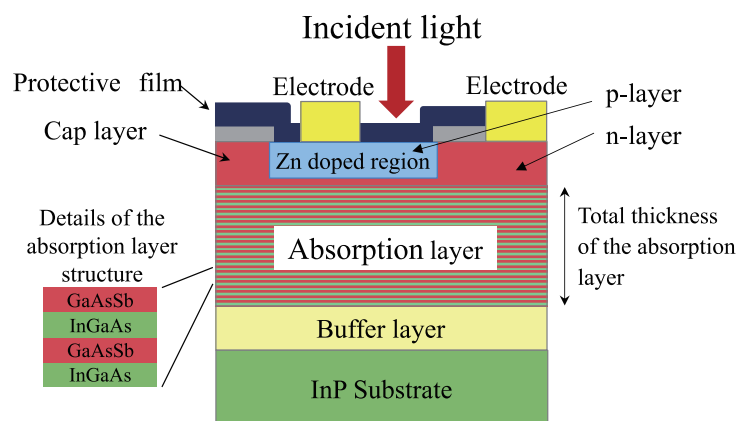 Incident light
Protective film
Electrode
Electrode
p-layer
Cap layer
n-layer
Zn doped region
Details of the
absorption layer
structure
Absorption layer
Total thickness
of the absorption
layer
GaAsSb
InGaAs
GaAsSb
InGaAs
Buffer layer
InP Substrate